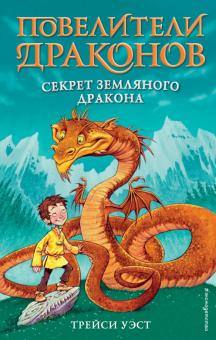 ПОВЕЛИТЕЛИ
ДРАКОНОВ
СЕКРЕТ ЗЕМЛЯНОГО
ДРАКОНА
ТРЕЙСИ УЭСТ